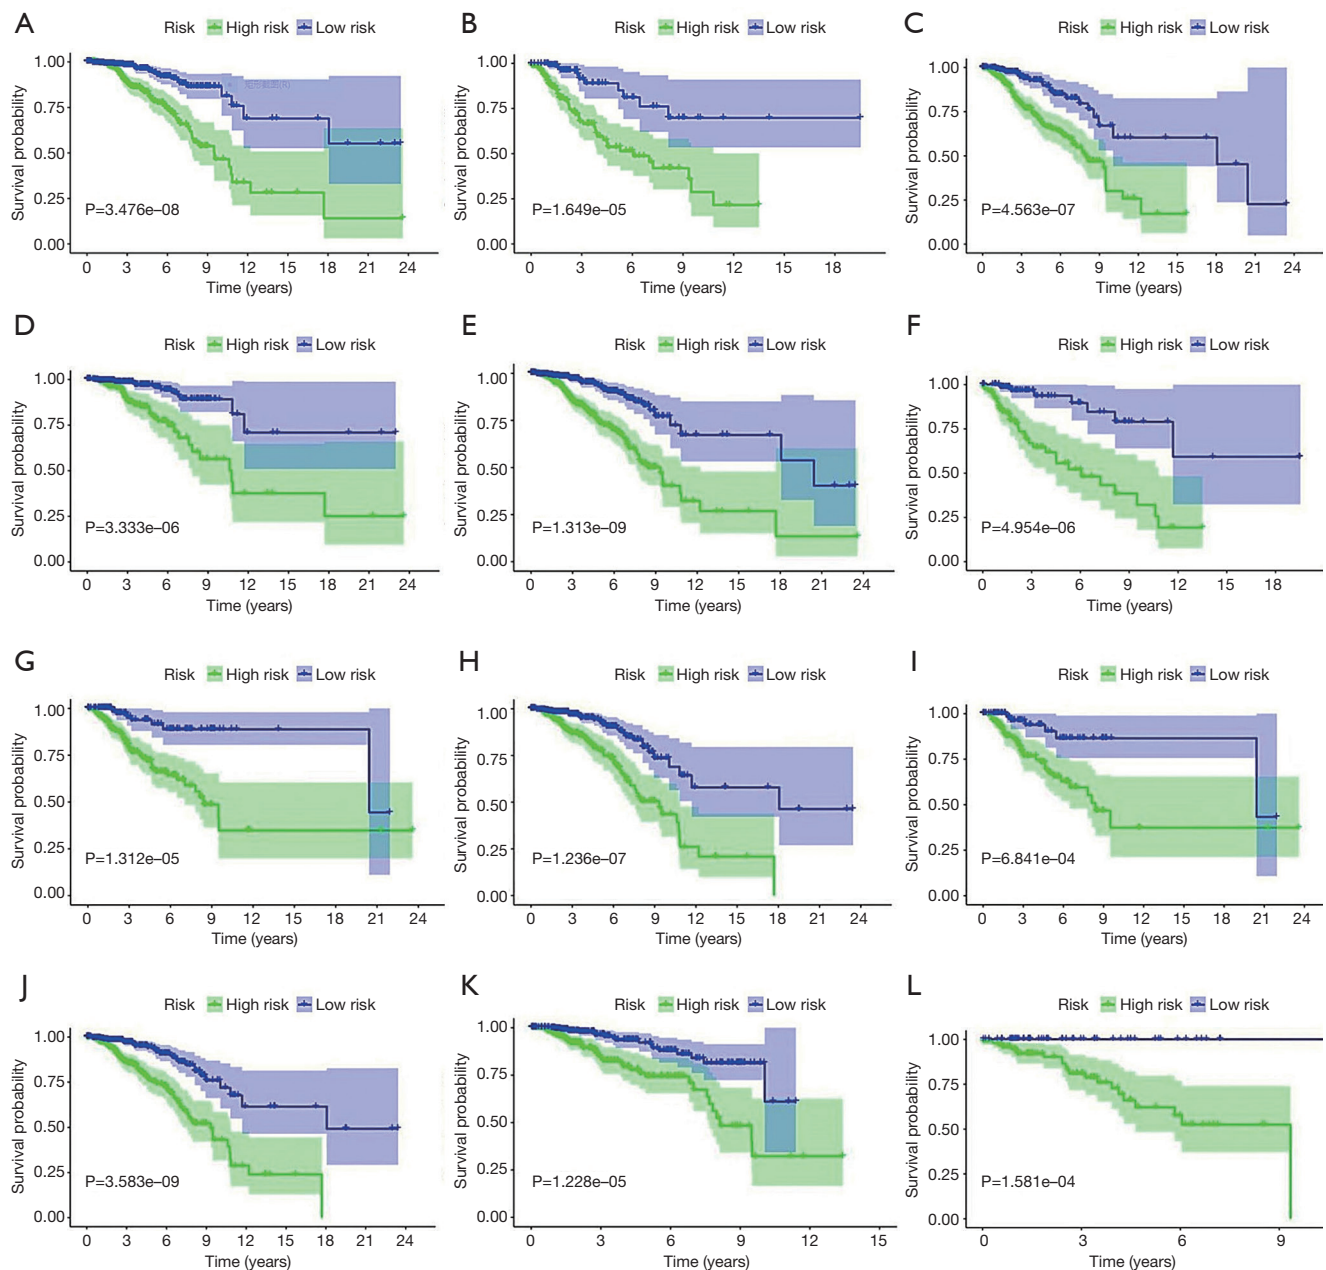 A
Risk High risk Low risk
Survival probability
1.00
0.75
0.50
0.25
0.00
P=3.476e–08
0 3 6 9 12 15 18 21 24
Time (years)
B
Risk High risk Low risk
Survival probability
1.00
0.75
0.50
0.25
0.00
P=1.649e–05
0 3 6 9 12 15 18
Time (years)
C
Risk High risk Low risk
Survival probability
1.00
0.75
0.50
0.25
0.00
P=4.563e–07
0 3 6 9 12 15 18 21 24
Time (years)
D
Risk High risk Low risk
Survival probability
1.00
0.75
0.50
0.25
0.00
P=3.333e–06
0 3 6 9 12 15 18 21 24
Time (years)
E
Risk High risk Low risk
Survival probability
1.00
0.75
0.50
0.25
0.00
P=1.313e–09
0 3 6 9 12 15 18 21 24
Time (years)
F
Risk High risk Low risk
Survival probability
1.00
0.75
0.50
0.25
0.00
P=4.954e–06
0 3 6 9 12 15 18
Time (years)
G
Risk High risk Low risk
Survival probability
1.00
0.75
0.50
0.25
0.00
P=1.312e–05
0 3 6 9 12 15 18 21 24
Time (years)
H
Risk High risk Low risk
Survival probability
1.00
0.75
0.50
0.25
0.00
P=1.236e–07
0 3 6 9 12 15 18 21 24
Time (years)
I
Risk High risk Low risk
Survival probability
1.00
0.75
0.50
0.25
0.00
P=6.841e–04
0 3 6 9 12 15 18 21 24
Time (years)
J
Risk High risk Low risk
Survival probability
1.00
0.75
0.50
0.25
0.00
P=3.583e–09
0 3 6 9 12 15 18 21 24
Time (years)
K
Risk High risk Low risk
Survival probability
1.00
0.75
0.50
0.25
0.00
P=1.228e–05
0 3 6 9 12 15
Time (years)
L
Risk High risk Low risk
Survival probability
1.00
0.75
0.50
0.25
0.00
P=1.581e–04
0 3 6 9
Time (years)